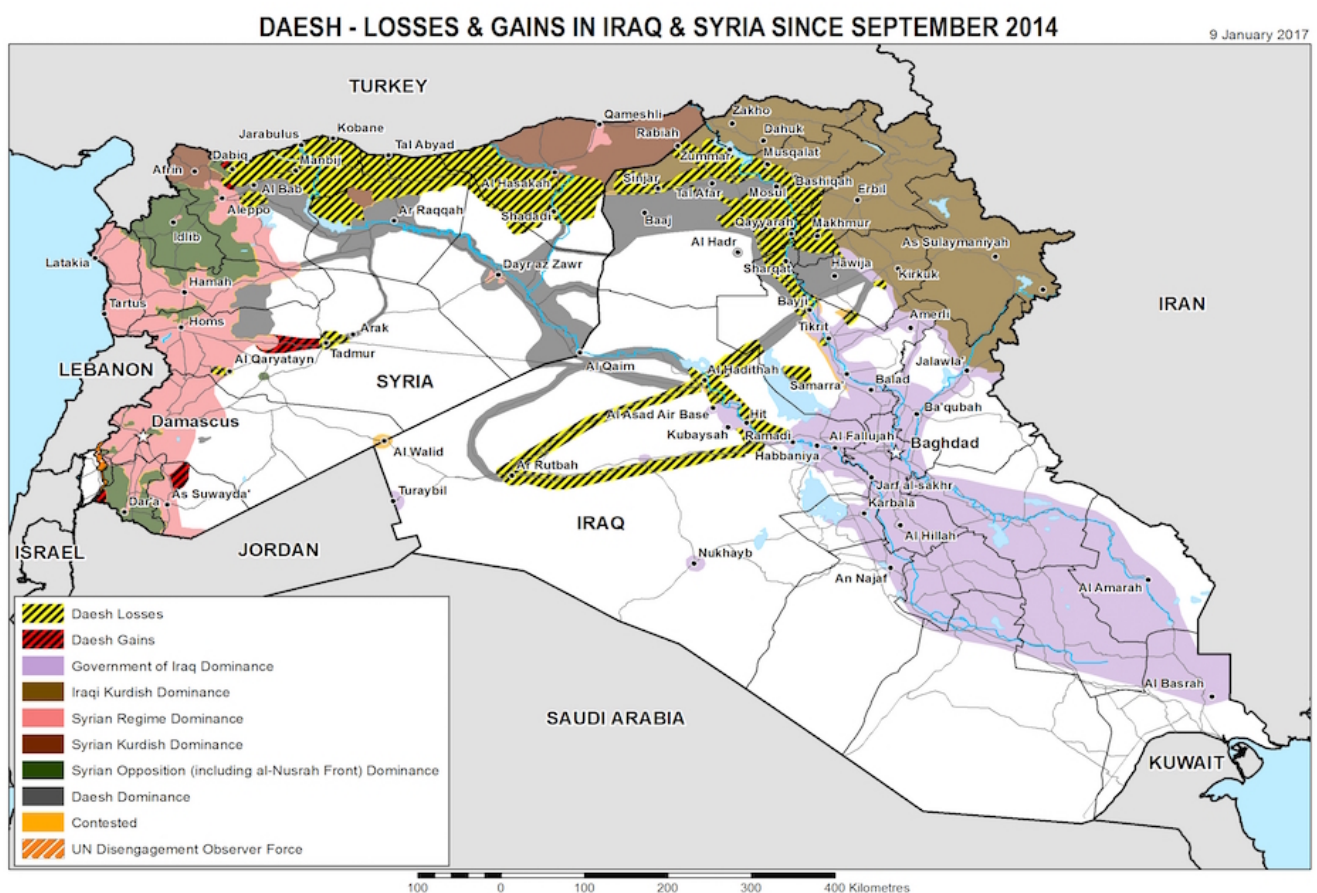 DAESH - LOSSES & GAINS IN IRAQ & SYRIA SINCE SEPTEMBER 2014
9 January 2017
TURKEY
Qameshli
Zakho
Jarabulus
Kobane
Rabiah
Dahuk
Tal Abyad
Dabiq
Manbij
Zummar
Musqalat
Afrin
Al Bab
Al Hasakah
Sinjar
Tal Afar
Mosul
Bashiqah
Erbil
Aleppo
Ar Raqqah
Shadadi
Baaj
Qayyarah
Makhmur
Idlib
Al Hadr
As Sulaymaniyah
Latakia
Dayr az Zawr
Sharqat
Hawija
Kirkuk
Hamah
Tartus
Bayji
IRAN
Homs
Arak
Tikrit
Amerli
LEBANON
Al Qaryatayn
Tadmur
Al Qaim
Al Hadithah
Jalawla'
SYRIA
Samarra'
Balad
Damascus
Al Asad Air Base
Hit
Ba'qubah
Kubaysah
Ramadi
Al Fallujah
Baghdad
Al Walid
Habbaniya
Ar Rutbah
Dar'a
As Suwayda'
Turaybil
Jarf al-sakhr
Karbala
IRAQ
Al Hillah
ISRAEL
JORDAN
Nukhayb
An Najaf
Al Amarah
Al Basrah
SAUDI ARABIA
KUWAIT
Daesh Losses
Daesh Gains
Government of Iraq Dominance
Iraqi Kurdish Dominance
Syrian Regime Dominance
Syrian Kurdish Dominance
Syrian Opposition (including al-Nusrah Front) Dominance
Daesh Dominance
Contested
UN Disengagement Observer Force
100 0 100 200 300 400 Kilometres